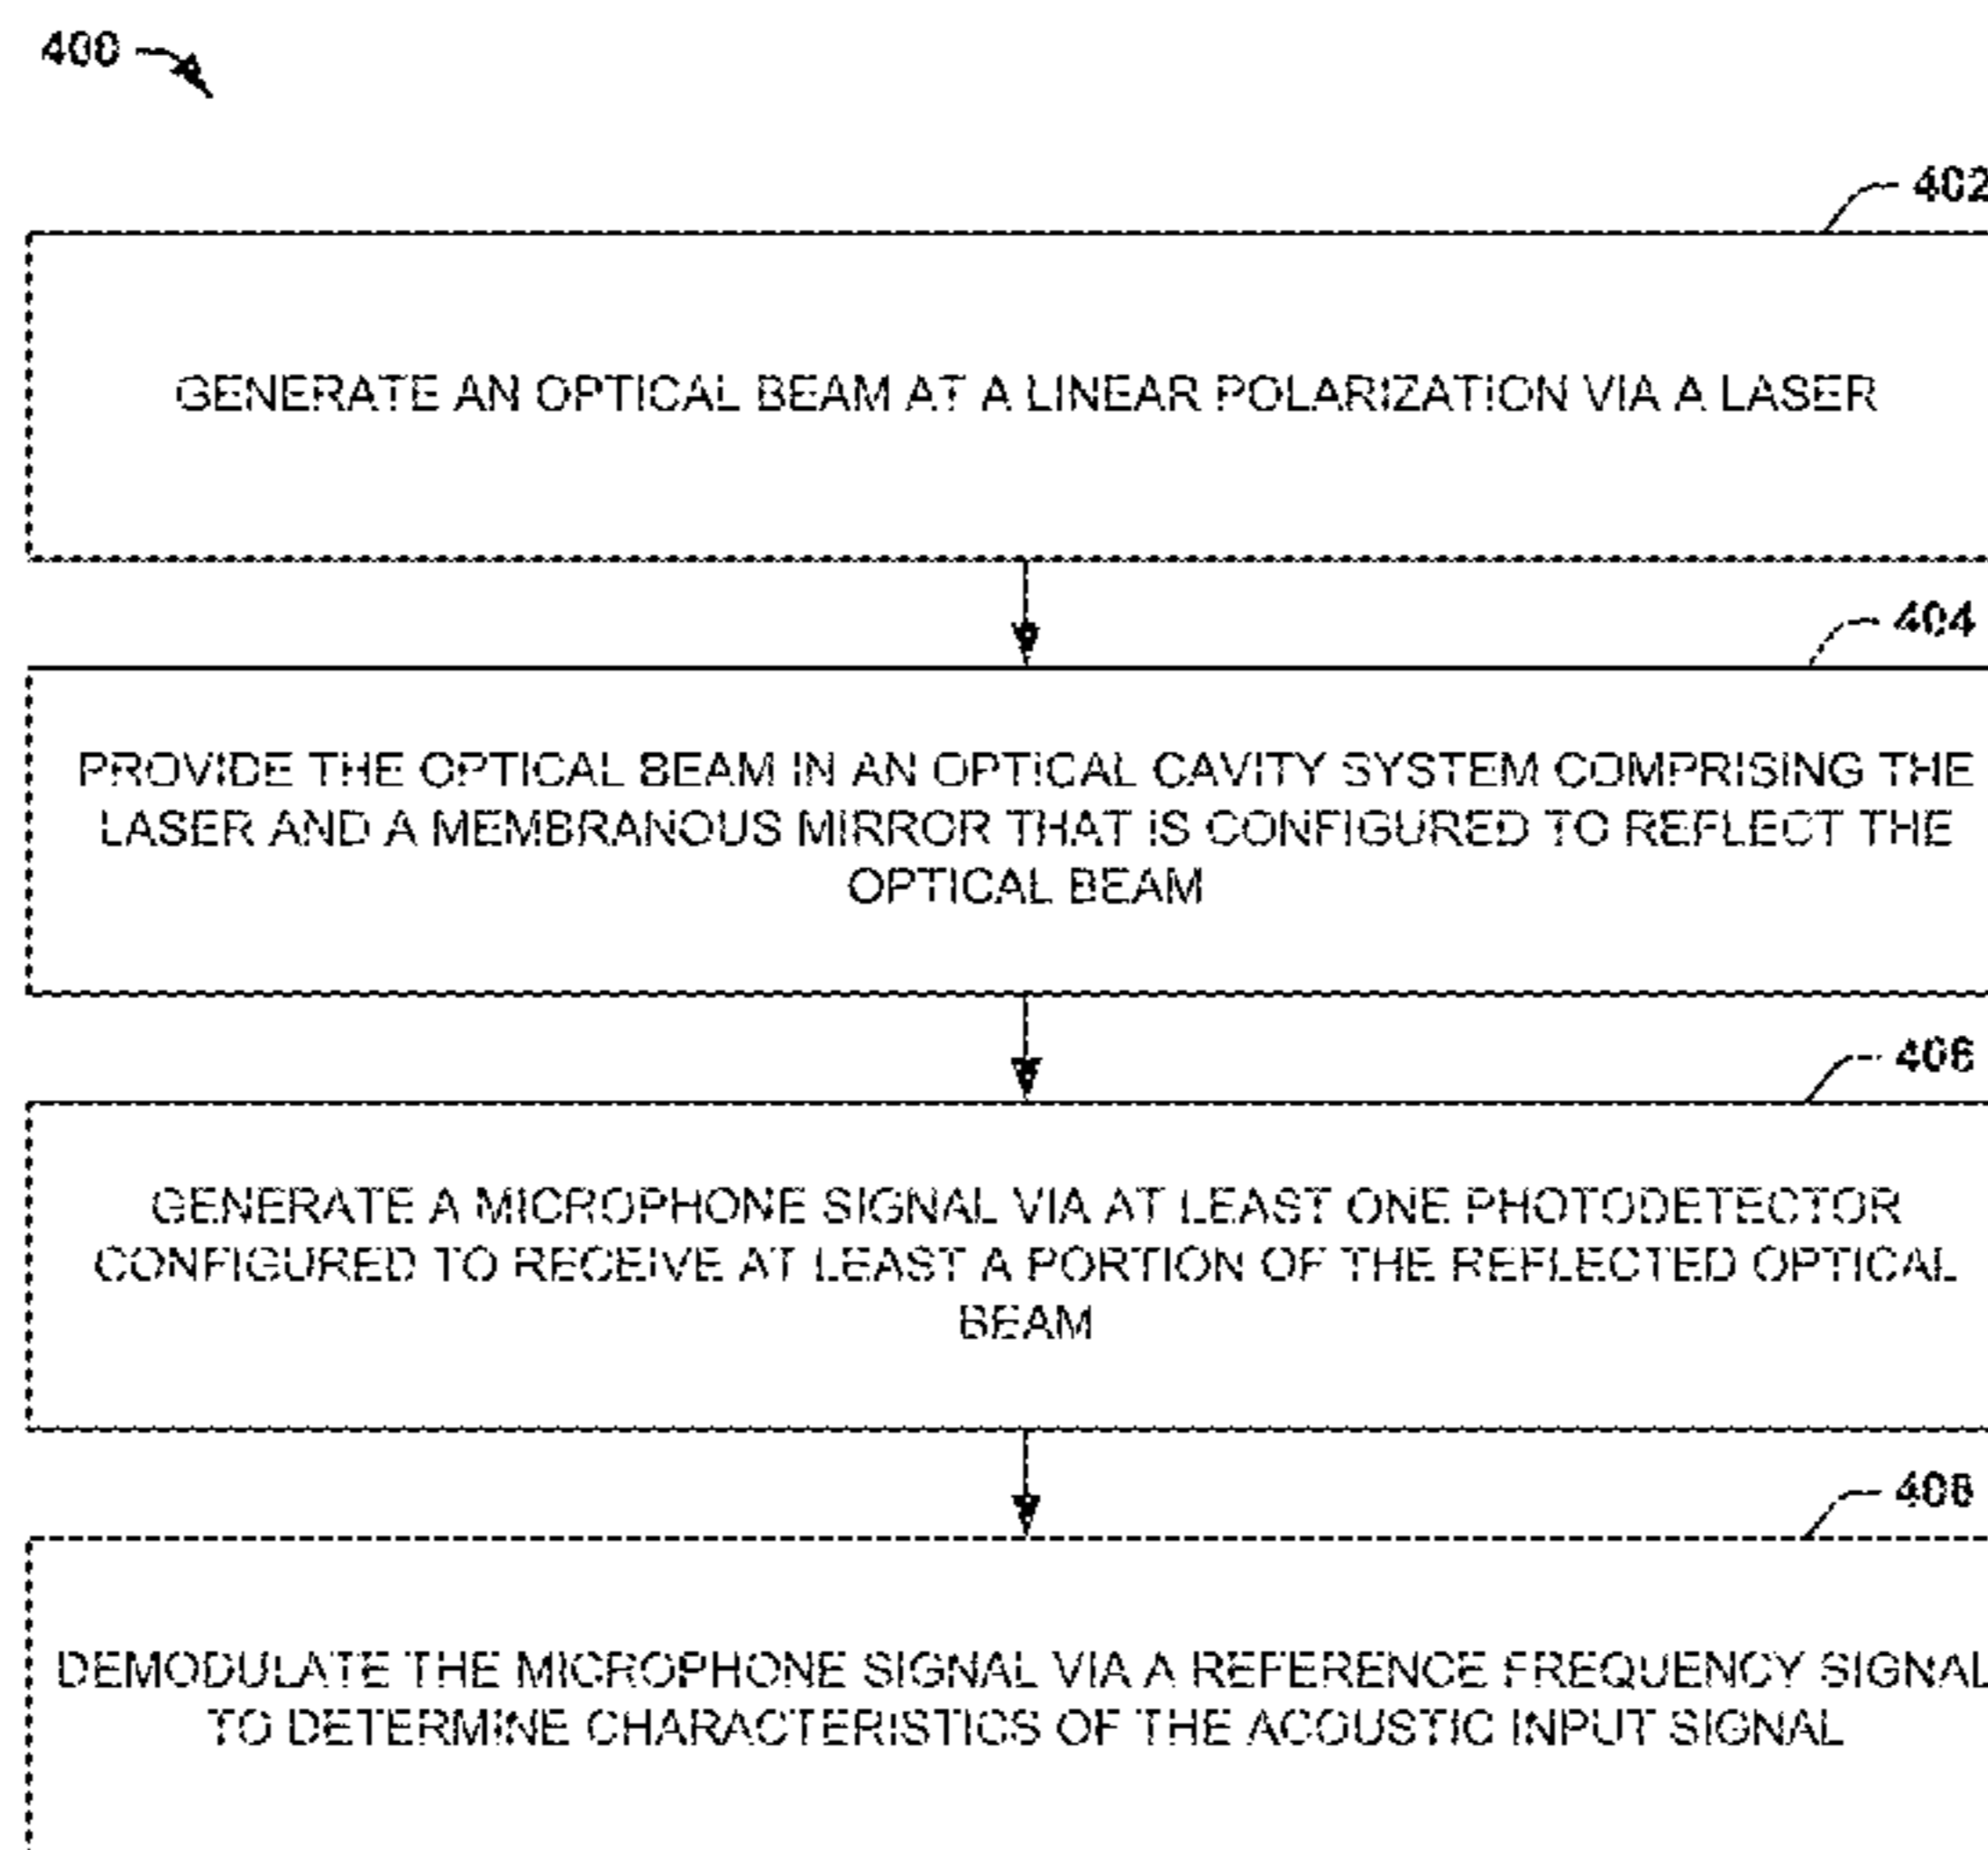 400
402
GENERATE AN OPTICAL BEAM AT A LINEAR POLARIZATION VIA A LASER
404
PROVIDE THE OPTICAL BEAM IN AN OPTICAL CAVITY SYSTEM COMPRISING THE
LASER AND A MEMBRANOUS MIRROR THAT IS CONFIGURED TO REFLECT THE
OPTICAL BEAM
406
GENERATE A MICROPHONE SIGNAL VIA AT LEAST ONE PHOTODETECTOR
CONFIGURED TO RECEIVE AT LEAST A PORTION OF THE REFLECTED OPTICAL
BEAM
408
DEMODULATE THE MICROPHONE SIGNAL VIA A REFERENCE FREQUENCY SIGNAL
TO DETERMINE CHARACTERISTICS OF THE ACOUSTIC INPUT SIGNAL